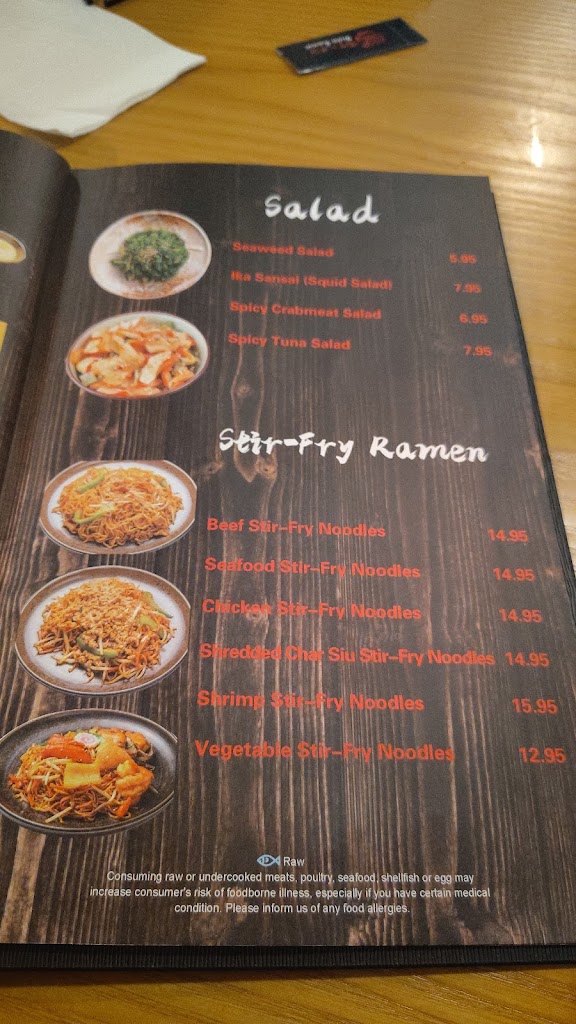 Salad
Seaweed Salad 5.95
Ika Sansai (Squid Salad) 7.95
Spicy Crabmeat Salad 6.95
Spicy Tuna Salad 7.95
Stir-Fry Ramen
Beef Stir-Fry Noodles 14.95
Seafood Stir-Fry Noodles 14.95
Chicken Stir-Fry Noodles 14.95
Shredded Char Siu Stir-Fry Noodles 14.95
Shrimp Stir-Fry Noodles 15.95
Vegetable Stir-Fry Noodles 12.95
Raw
Consuming raw or undercooked meats, poultry, seafood, shellfish or egg may
increase consumer's risk of foodborne illness, especially if you have certain medical
condition. Please inform us of any food allergies.